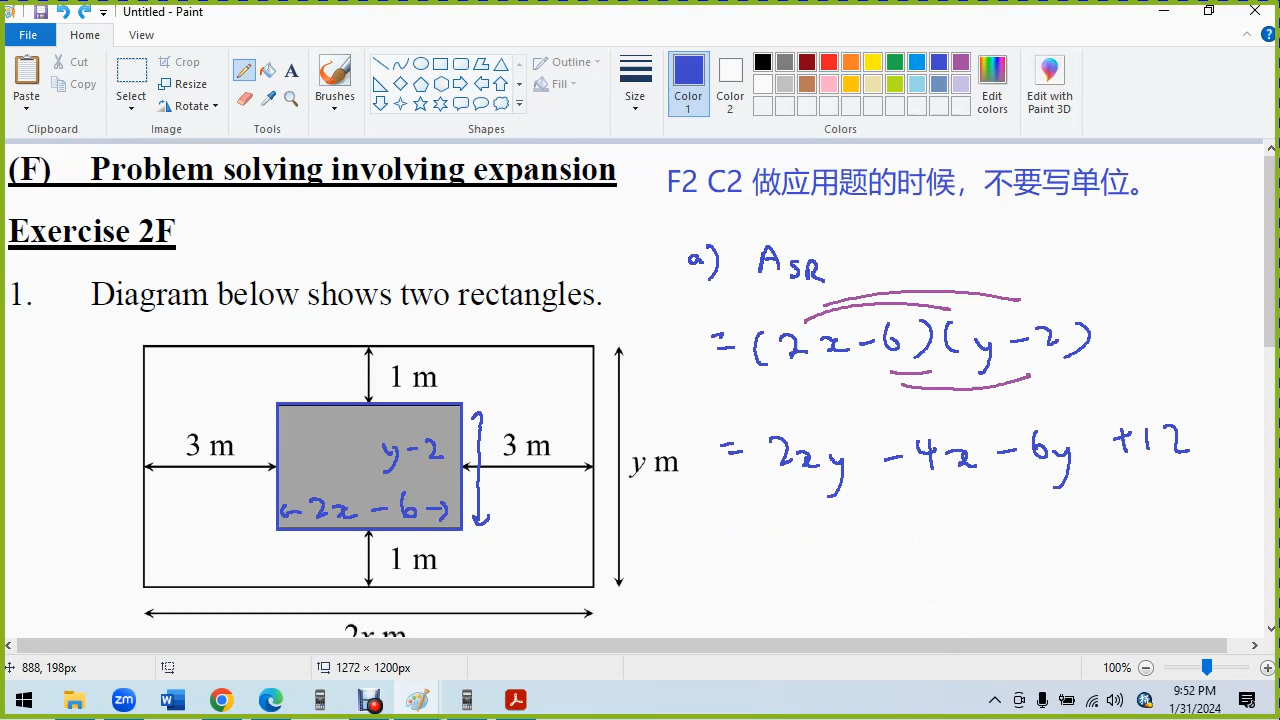 Untitled - Paint
File Home View
Paste
Cut
Copy
Clipboard
Select
Crop
Resize
Rotate
Image
Tools
Brushes
Shapes
Outline
Fill
Size
Color 1
Color 2
Colors
Edit colors
Edit with Paint 3D
(F) Problem solving involving expansion
Exercise 2F
1. Diagram below shows two rectangles.
1 m
3 m
y-2
3 m
y m
2x - 6
1 m
2x m
F2 C2 做应用题的时候，不要写单位。
a) A_SR
= (2x-6)(y-2)
= 2xy -4x -6y +12
888, 198px
1272 × 1200px
100%
zm
W
9:52 PM
1/31/2024